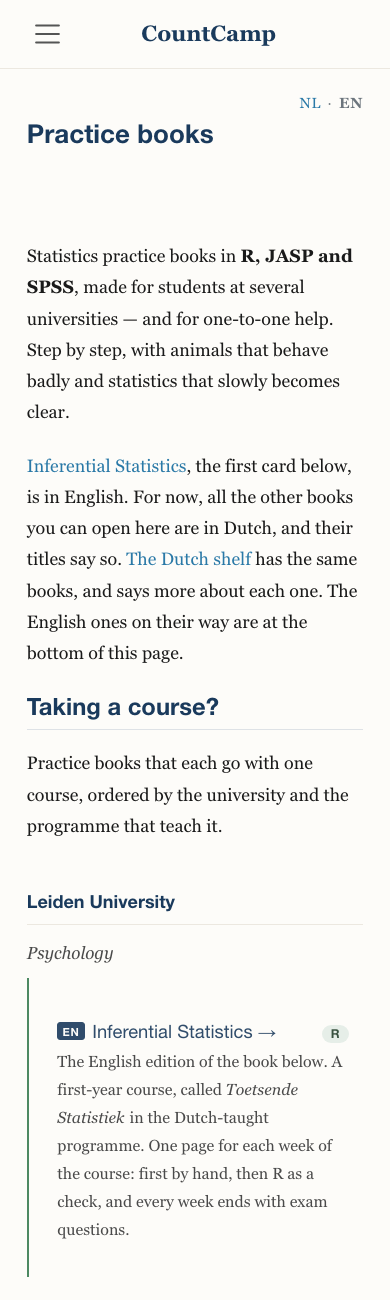 CountCamp
NL · EN
Practice books
Statistics practice books in R, JASP and
SPSS, made for students at several
universities — and for one-to-one help.
Step by step, with animals that behave
badly and statistics that slowly becomes
clear.
Inferential Statistics, the first card below,
is in English. For now, all the other books
you can open here are in Dutch, and their
titles say so. The Dutch shelf has the same
books, and says more about each one. The
English ones on their way are at the
bottom of this page.
Taking a course?
Practice books that each go with one
course, ordered by the university and the
programme that teach it.
Leiden University
Psychology
EN Inferential Statistics → R
The English edition of the book below. A
first-year course, called Toetsende
Statistiek in the Dutch-taught
programme. One page for each week of
the course: first by hand, then R as a
check, and every week ends with exam
questions.